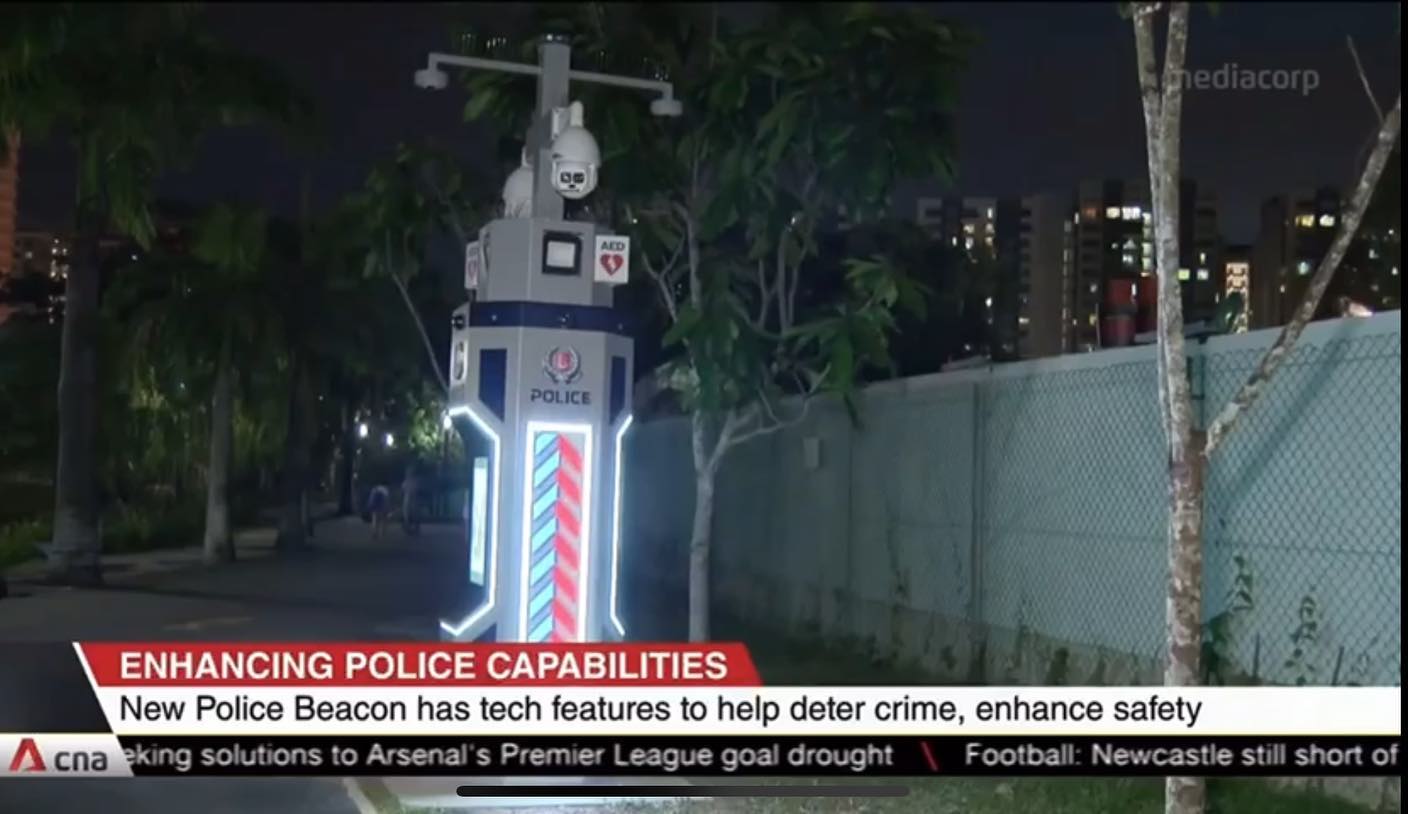 mediacorp
AED
POLICE
ENHANCING POLICE CAPABILITIES
New Police Beacon has tech features to help deter crime, enhance safety
cna
eking solutions to Arsenal's Premier League goal drought \ Football: Newcastle still short of